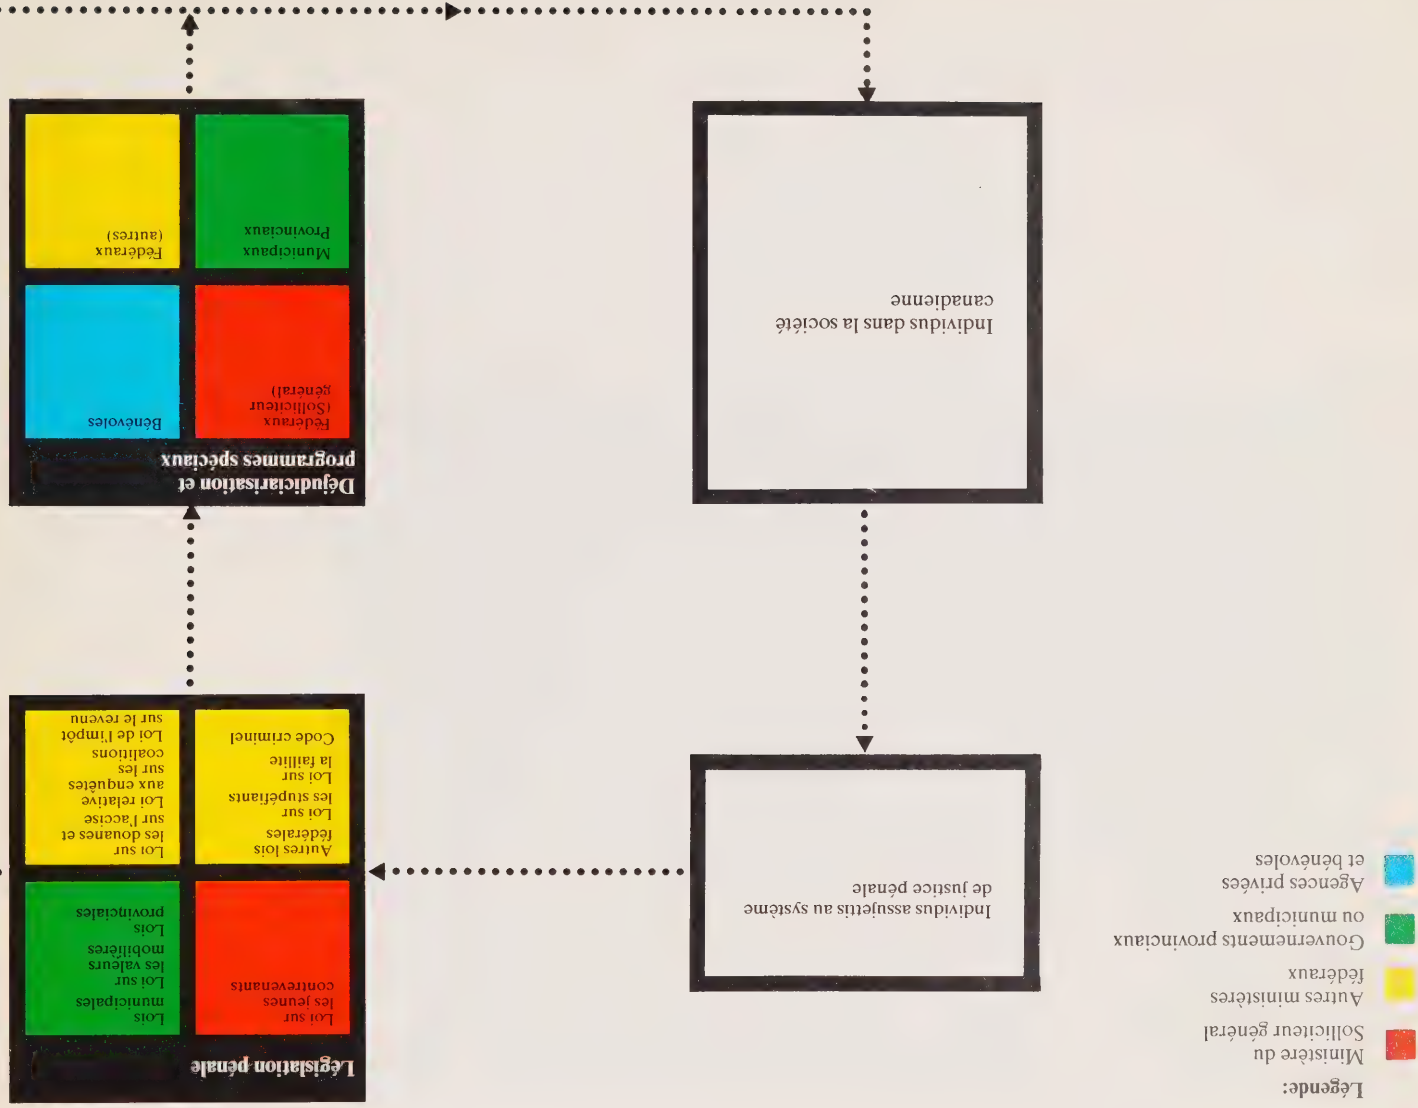 Légende:
Ministère du
Solliciteur général
Autres ministères
fédéraux
Gouvernements provinciaux
ou municipaux
Agences privées
et bénévoles
Individus assujettis au système
de justice pénale
Législation pénale
Loi sur
les jeunes
contrevenants
Lois
municipales
Loi sur
les valeurs
mobilières
Lois
provinciales
Autres lois
fédérales
Loi sur
les stupéfiants
Loi sur
la faillite
Code criminel
Loi sur
les douanes et
sur l'accise
Loi relative
aux enquêtes
sur les
coalitions
Loi de l'impôt
sur le revenu
Individus dans la société
canadienne
Déjudiciarisation et
programmes spéciaux
Fédéraux
(Solliciteur
général)
Bénévoles
Municipaux
Provinciaux
Fédéraux
(autres)